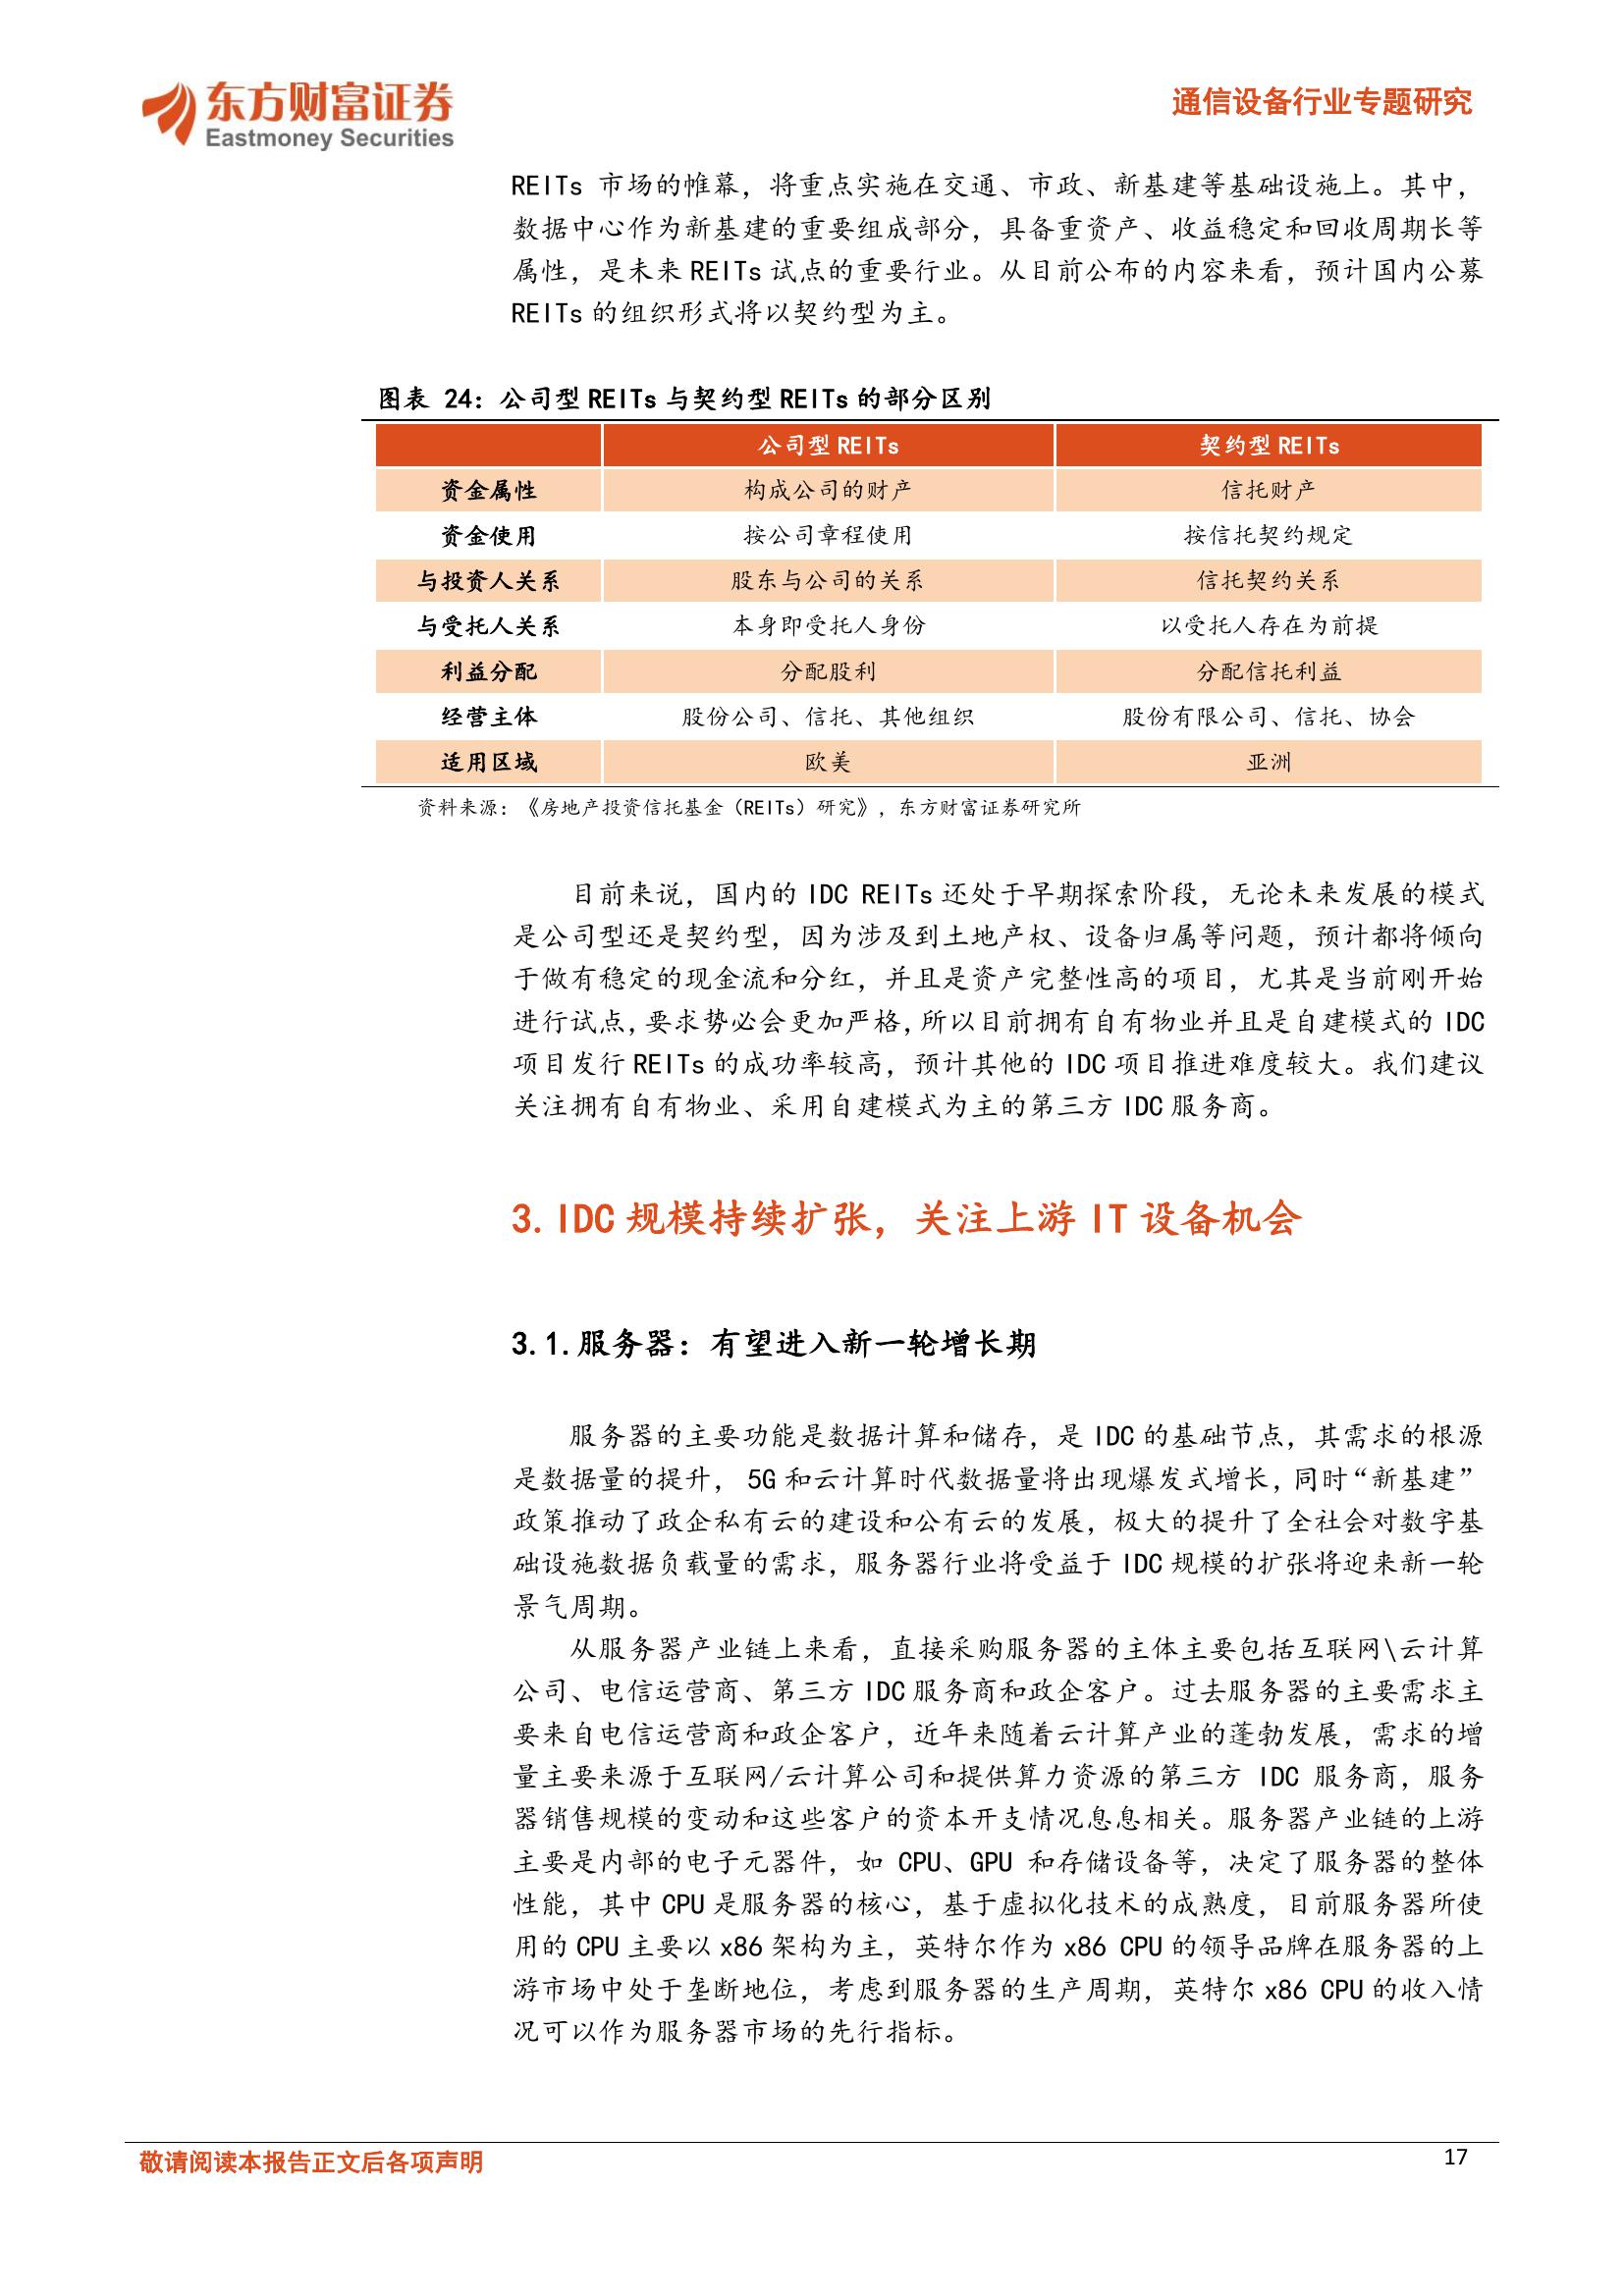 东方财富证券
Eastmoney Securities
通信设备行业专题研究
REITs 市场的帷幕，将重点实施在交通、市政、新基建等基础设施上。其中，
数据中心作为新基建的重要组成部分，具备重资产、收益稳定和回收周期长等
属性，是未来 REITs 试点的重要行业。从目前公布的内容来看，预计国内公募
REITs 的组织形式将以契约型为主。
图表 24：公司型 REITs 与契约型 REITs 的部分区别
公司型 REITs 契约型 REITs
资金属性 构成公司的财产 信托财产
资金使用 按公司章程使用 按信托契约规定
与投资人关系 股东与公司的关系 信托契约关系
与受托人关系 本身即受托人身份 以受托人存在为前提
利益分配 分配股利 分配信托利益
经营主体 股份公司、信托、其他组织 股份有限公司、信托、协会
适用区域 欧美 亚洲
资料来源：《房地产投资信托基金（REITs）研究》，东方财富证券研究所
目前来说，国内的 IDC REITs 还处于早期探索阶段，无论未来发展的模式
是公司型还是契约型，因为涉及到土地产权、设备归属等问题，预计都将倾向
于做有稳定的现金流和分红，并且是资产完整性高的项目，尤其是当前刚开始
进行试点，要求势必会更加严格，所以目前拥有自有物业并且是自建模式的 IDC
项目发行 REITs 的成功率较高，预计其他的 IDC 项目推进难度较大。我们建议
关注拥有自有物业、采用自建模式为主的第三方 IDC 服务商。
3. IDC 规模持续扩张，关注上游 IT 设备机会
3.1.服务器：有望进入新一轮增长期
服务器的主要功能是数据计算和储存，是 IDC 的基础节点，其需求的根源
是数据量的提升， 5G 和云计算时代数据量将出现爆发式增长，同时“新基建”
政策推动了政企私有云的建设和公有云的发展，极大的提升了全社会对数字基
础设施数据负载量的需求，服务器行业将受益于 IDC 规模的扩张将迎来新一轮
景气周期。
从服务器产业链上来看，直接采购服务器的主体主要包括互联网\云计算
公司、电信运营商、第三方 IDC 服务商和政企客户。过去服务器的主要需求主
要来自电信运营商和政企客户，近年来随着云计算产业的蓬勃发展，需求的增
量主要来源于互联网/云计算公司和提供算力资源的第三方 IDC 服务商，服务
器销售规模的变动和这些客户的资本开支情况息息相关。服务器产业链的上游
主要是内部的电子元器件，如 CPU、GPU 和存储设备等，决定了服务器的整体
性能，其中 CPU 是服务器的核心，基于虚拟化技术的成熟度，目前服务器所使
用的 CPU 主要以 x86 架构为主，英特尔作为 x86 CPU 的领导品牌在服务器的上
游市场中处于垄断地位，考虑到服务器的生产周期，英特尔 x86 CPU 的收入情
况可以作为服务器市场的先行指标。
敬请阅读本报告正文后各项声明
17